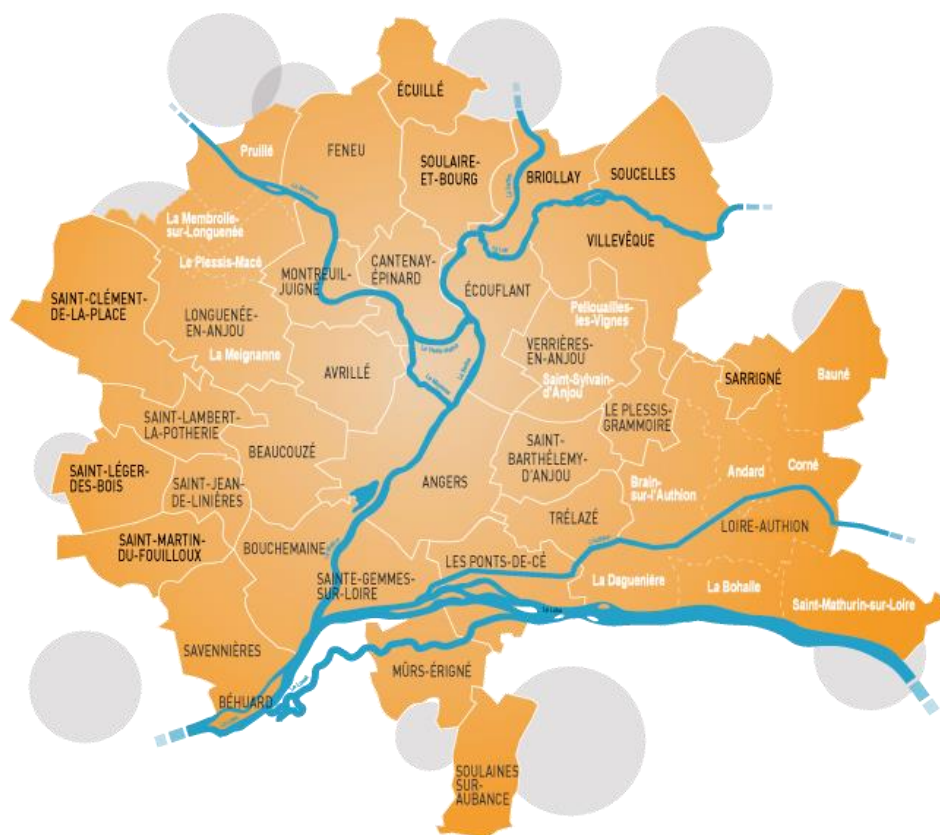 ÉCUILLÉ
Pruillé
FENEU
SOULAIRE-
ET-BOURG
BRIOLLAY
SOUCELLES
La Membrolle-
sur-Longuenée
VILLEVÊQUE
Le Plessis-Macé
CANTENAY-
ÉPINARD
MONTREUIL-
JUIGNE
ÉCOUFLANT
SAINT-CLÉMENT-
DE-LA-PLACE
LONGUENÉE-
EN-ANJOU
Pellouailles-
les-Vignes
La Meignanne
VERRIÈRES-
EN-ANJOU
AVRILLÉ
Saint-Sylvain-
d'Anjou
SARRIGNÉ
Bauné
SAINT-LAMBERT-
LA-POTHERIE
LE PLESSIS-
GRAMMOIRE
BEAUCOUZÉ
SAINT-
BARTHÉLEMY-
D'ANJOU
SAINT-LÉGER-
DES-BOIS
SAINT-JEAN-
DE-LINIÈRES
ANGERS
Brain-
sur-l'Authion
Andard
Corné
TRÉLAZÉ
LOIRE-AUTHION
SAINT-MARTIN-
DU-FOUILLOUX
BOUCHEMAINE
LES PONTS-DE-CÉ
SAINTE-GEMMES-
SUR-LOIRE
La Daguenière
La Bohalle
Saint-Mathurin-sur-Loire
SAVENNIÈRES
MÛRS-ÉRIGNÉ
BÉHUARD
SOULAINES
SUR-
AUBANCE